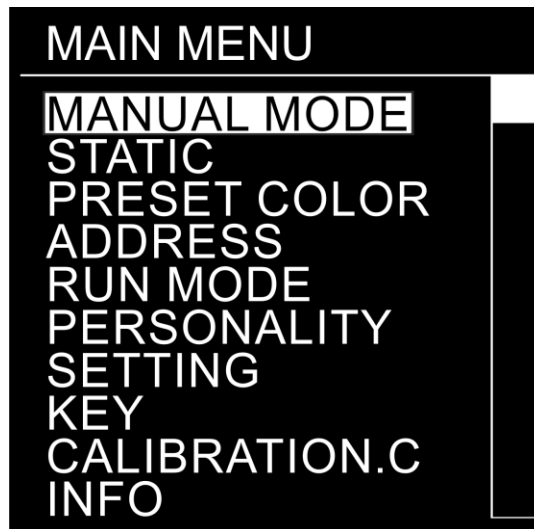 MAIN MENU
MANUAL MODE
STATIC
PRESET COLOR
ADDRESS
RUN MODE
PERSONALITY
SETTING
KEY
CALIBRATION.C
INFO